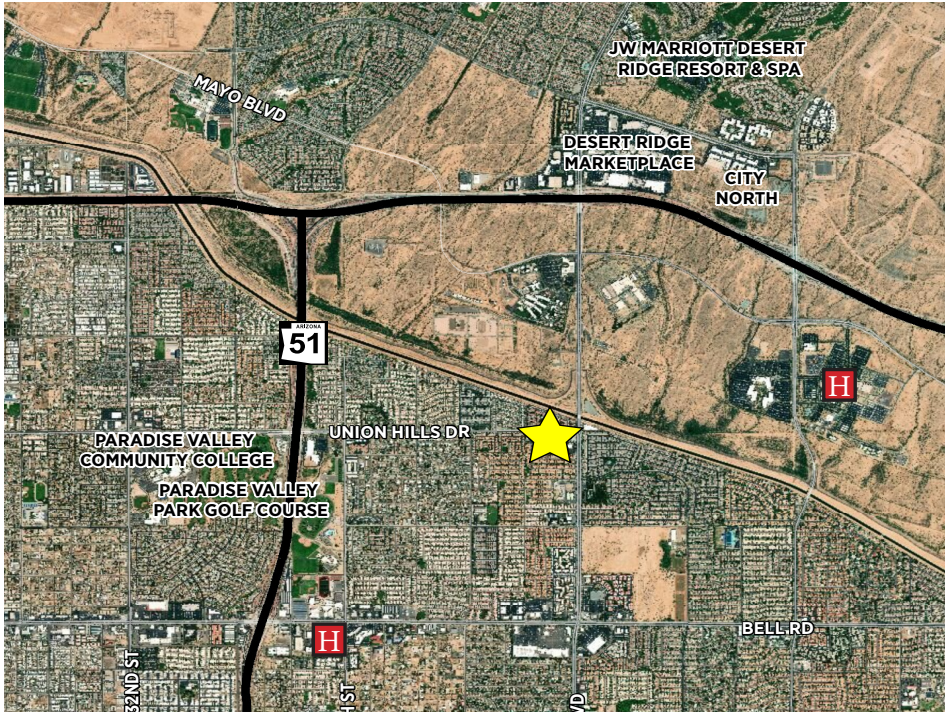 JW MARRIOTT DESERT
RIDGE RESORT & SPA
MAYO BLVD
DESERT RIDGE
MARKETPLACE
CITY
NORTH
ARIZONA
51
H
UNION HILLS DR
PARADISE VALLEY
COMMUNITY COLLEGE
PARADISE VALLEY
PARK GOLF COURSE
BELL RD
H
32ND ST
ST